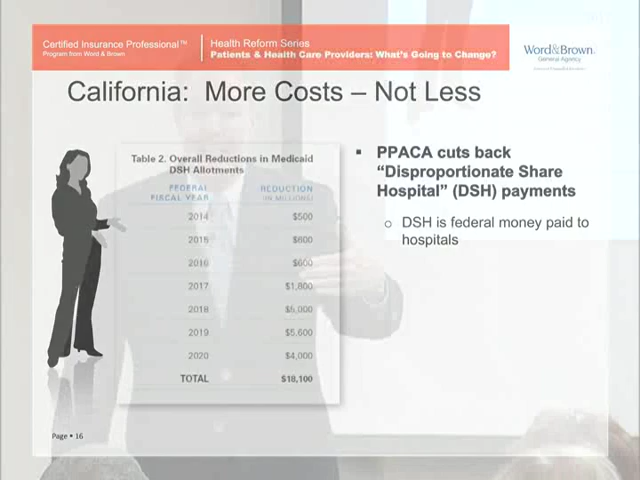 Certified Insurance Professional™
Program from Word & Brown
Health Reform Series
Patients & Health Care Providers: What's Going to Change?
Word&Brown.
General Agency
California: More Costs – Not Less
Table 2. Overall Reductions in Medicaid
DSH Allotments
FEDERAL
FISCAL YEAR
REDUCTION
(IN MILLIONS)
2014 $500
2015 $600
2016 $600
2017 $1,800
2018 $5,000
2019 $5,600
2020 $4,000
TOTAL $18,100
▪ PPACA cuts back
“Disproportionate Share
Hospital” (DSH) payments
o DSH is federal money paid to
hospitals
Page ▪ 16